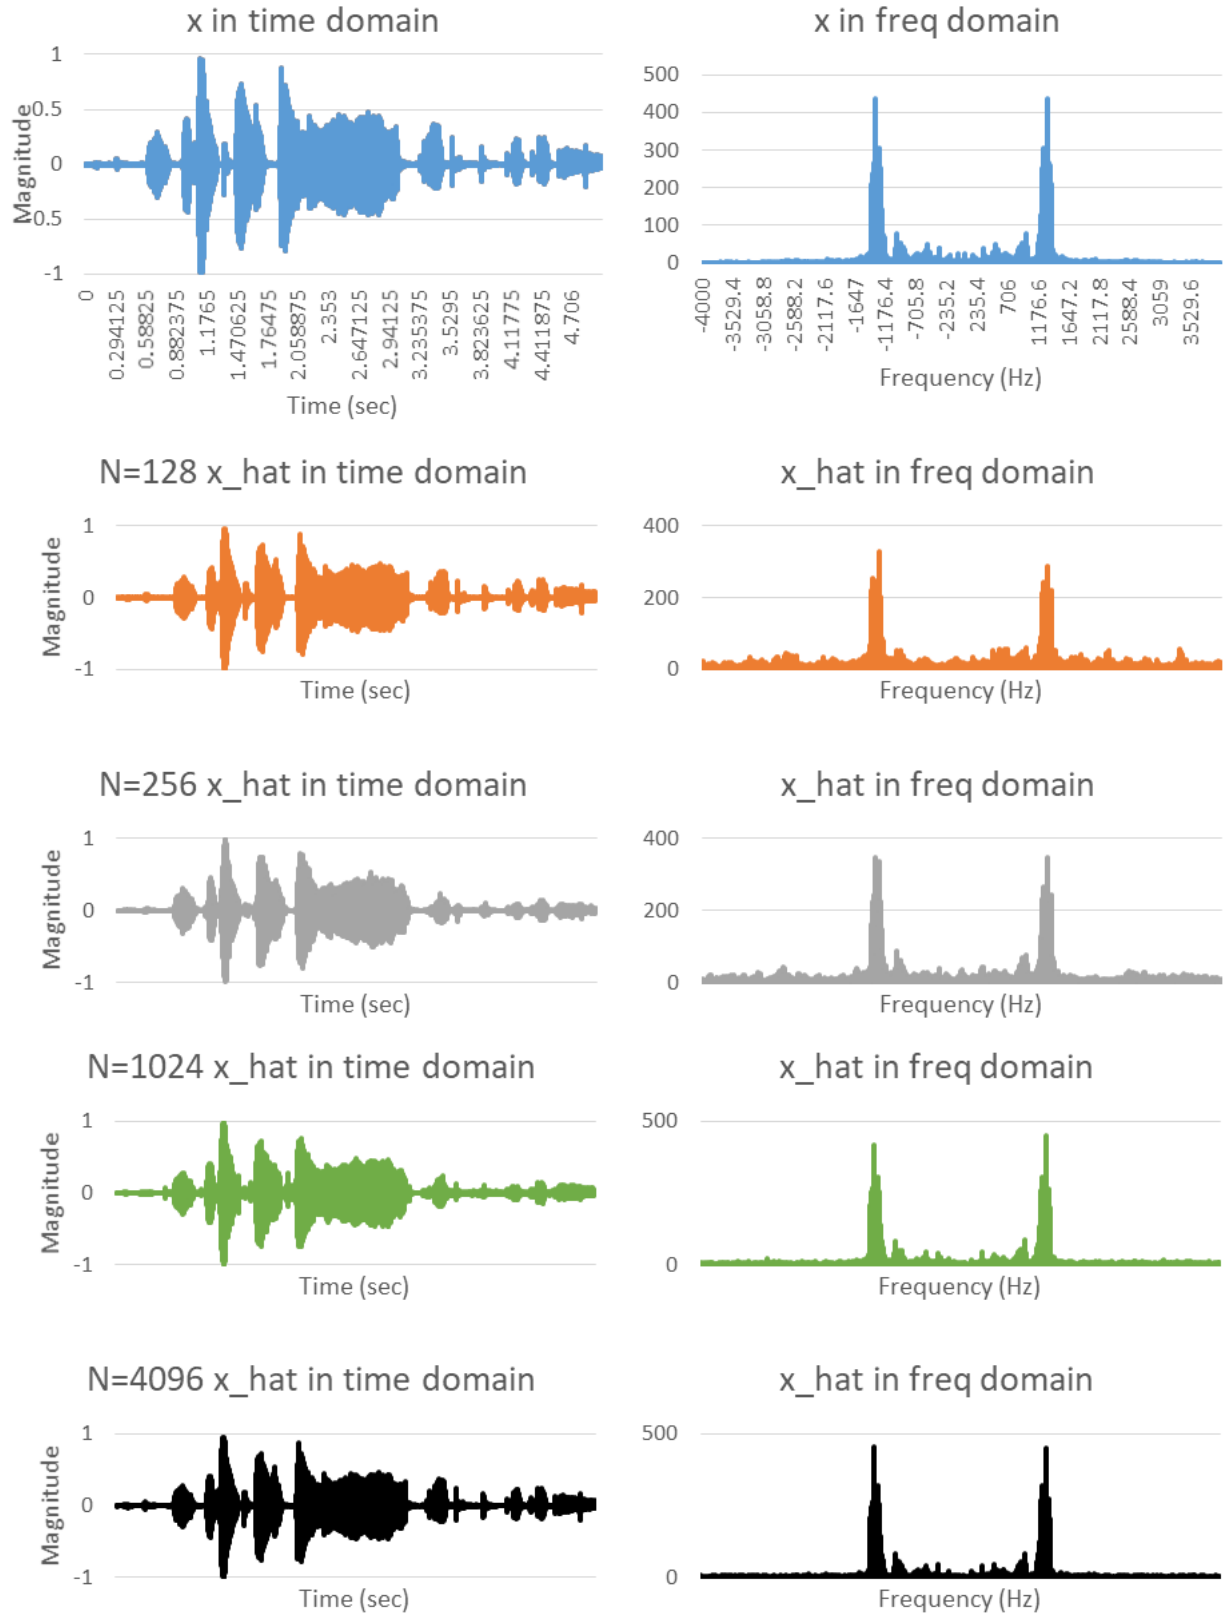 x in time domain
1
0.5
0
-0.5
-1
Magnitude
0
0.294125
0.58825
0.882375
1.1765
1.470625
1.76475
2.058875
2.353
2.647125
2.94125
3.235375
3.5295
3.823625
4.11775
4.411875
4.706
Time (sec)
x in freq domain
500
400
300
200
100
0
-4000
-3529.4
-3058.8
-2588.2
-2117.6
-1647
-1176.4
-705.8
-235.2
235.4
706
1176.6
1647.2
2117.8
2588.4
3059
3529.6
Frequency (Hz)
N=128 x_hat in time domain
1
0
-1
Magnitude
Time (sec)
x_hat in freq domain
400
200
0
Frequency (Hz)
N=256 x_hat in time domain
1
0
-1
Magnitude
Time (sec)
x_hat in freq domain
400
200
0
Frequency (Hz)
N=1024 x_hat in time domain
1
0
-1
Magnitude
Time (sec)
x_hat in freq domain
500
0
Frequency (Hz)
N=4096 x_hat in time domain
1
0
-1
Magnitude
Time (sec)
x_hat in freq domain
500
0
Frequency (Hz)